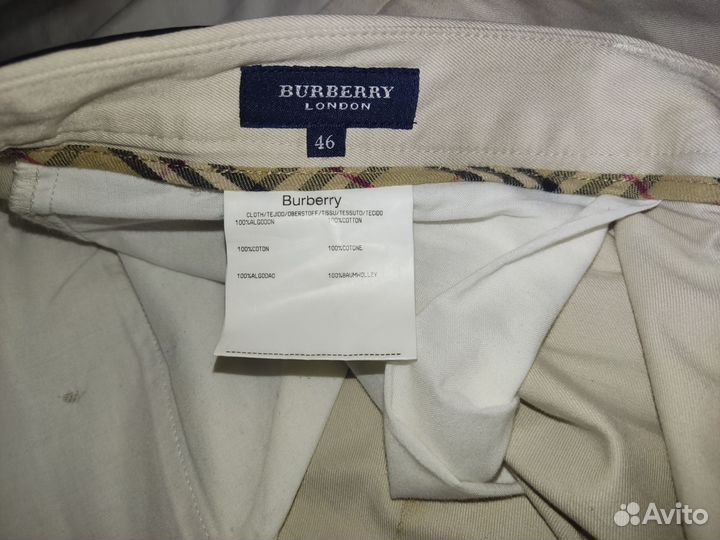 BURBERRY
LONDON
46
Burberry
CLOTH/TEJIDO/OBERSTOFF/TISSU/TESSUTO/TECIDO
100%ALGODON 100%COTTON
100%COTON 100%COTONE
100%ALGODAO 100%BAUMWOLLEY
Avito